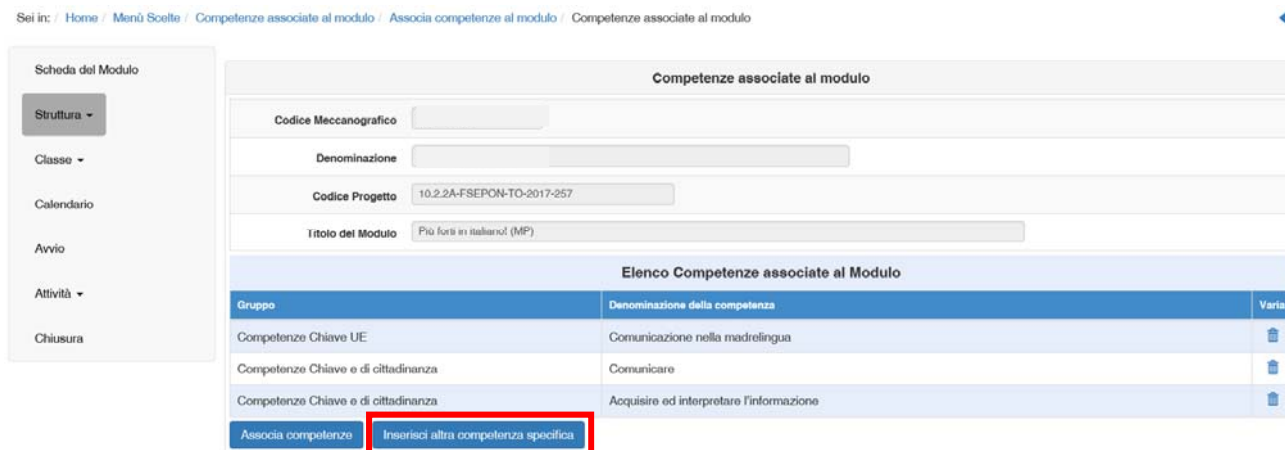 Sei in: / Home / Menù Scelte / Competenze associate al modulo / Associa competenze al modulo / Competenze associate al modulo
Scheda del Modulo
Struttura
Classe
Calendario
Avvio
Attività
Chiusura
Competenze associate al modulo
Codice Meccanografico
Denominazione
Codice Progetto 10.2.2A-FSEPON-TO-2017-257
Titolo del Modulo Più forti in italiano! (MP)
Elenco Competenze associate al Modulo
Gruppo Denominazione della competenza Varia
Competenze Chiave UE Comunicazione nella madrelingua
Competenze Chiave e di cittadinanza Comunicare
Competenze Chiave e di cittadinanza Acquisire ed interpretare l'informazione
Associa competenze Inserisci altra competenza specifica